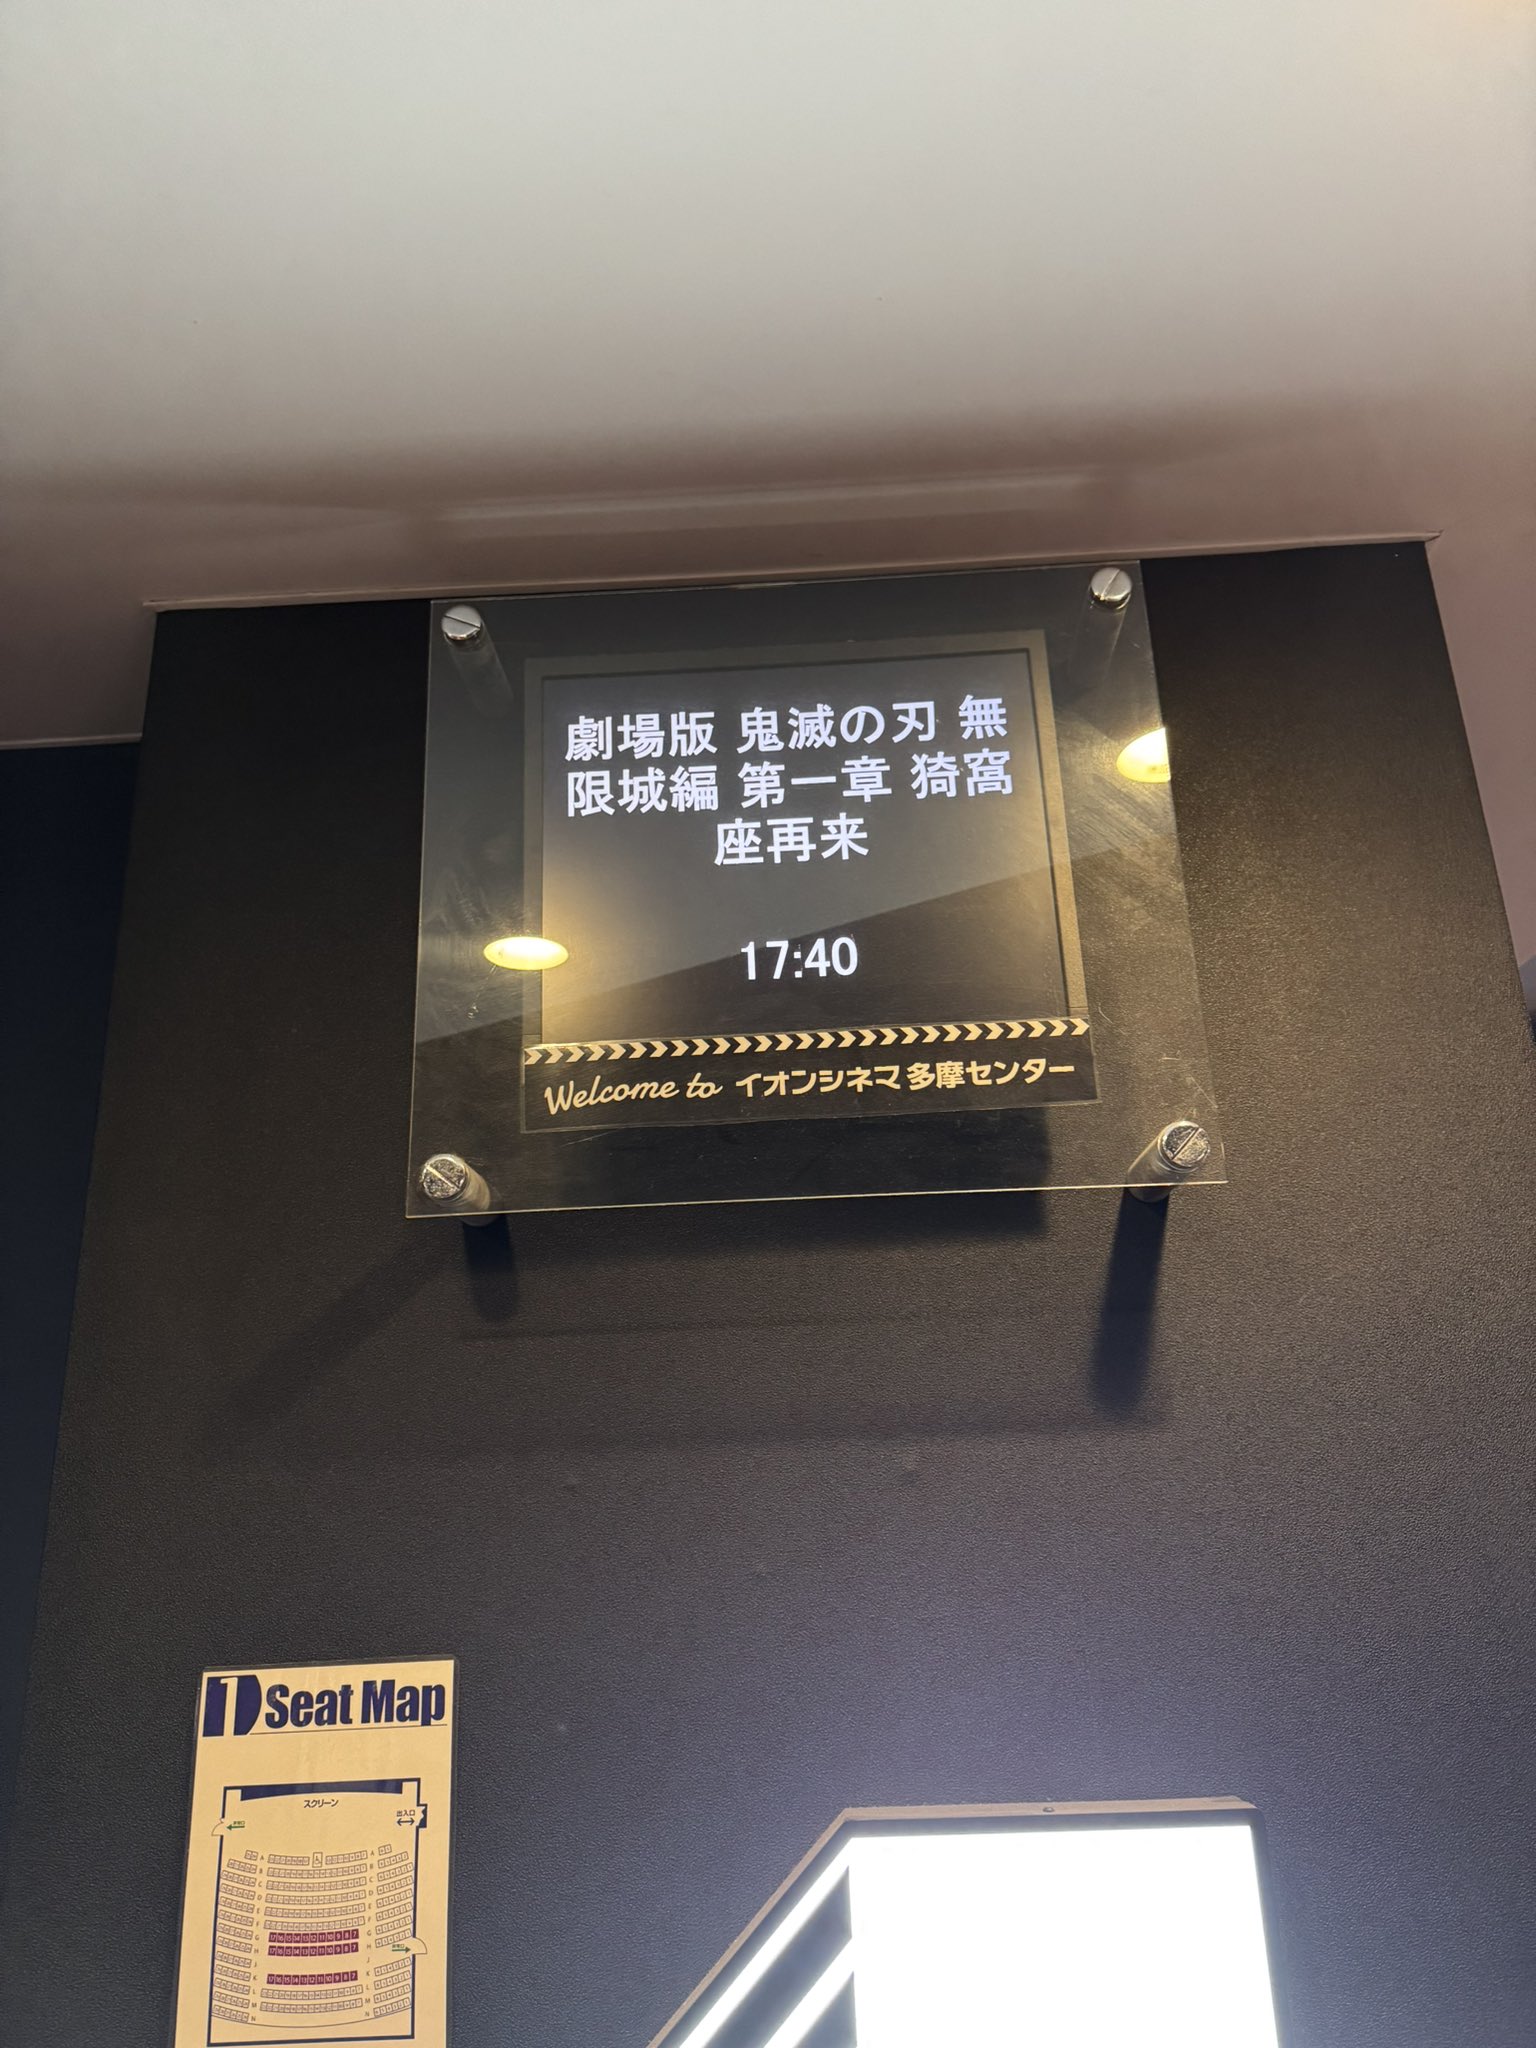 劇場版 鬼滅の刃 無
限城編 第一章 猗窩
座再来
17:40
Welcome to イオンシネマ 多摩センター
1 Seat Map
スクリーン
出入口